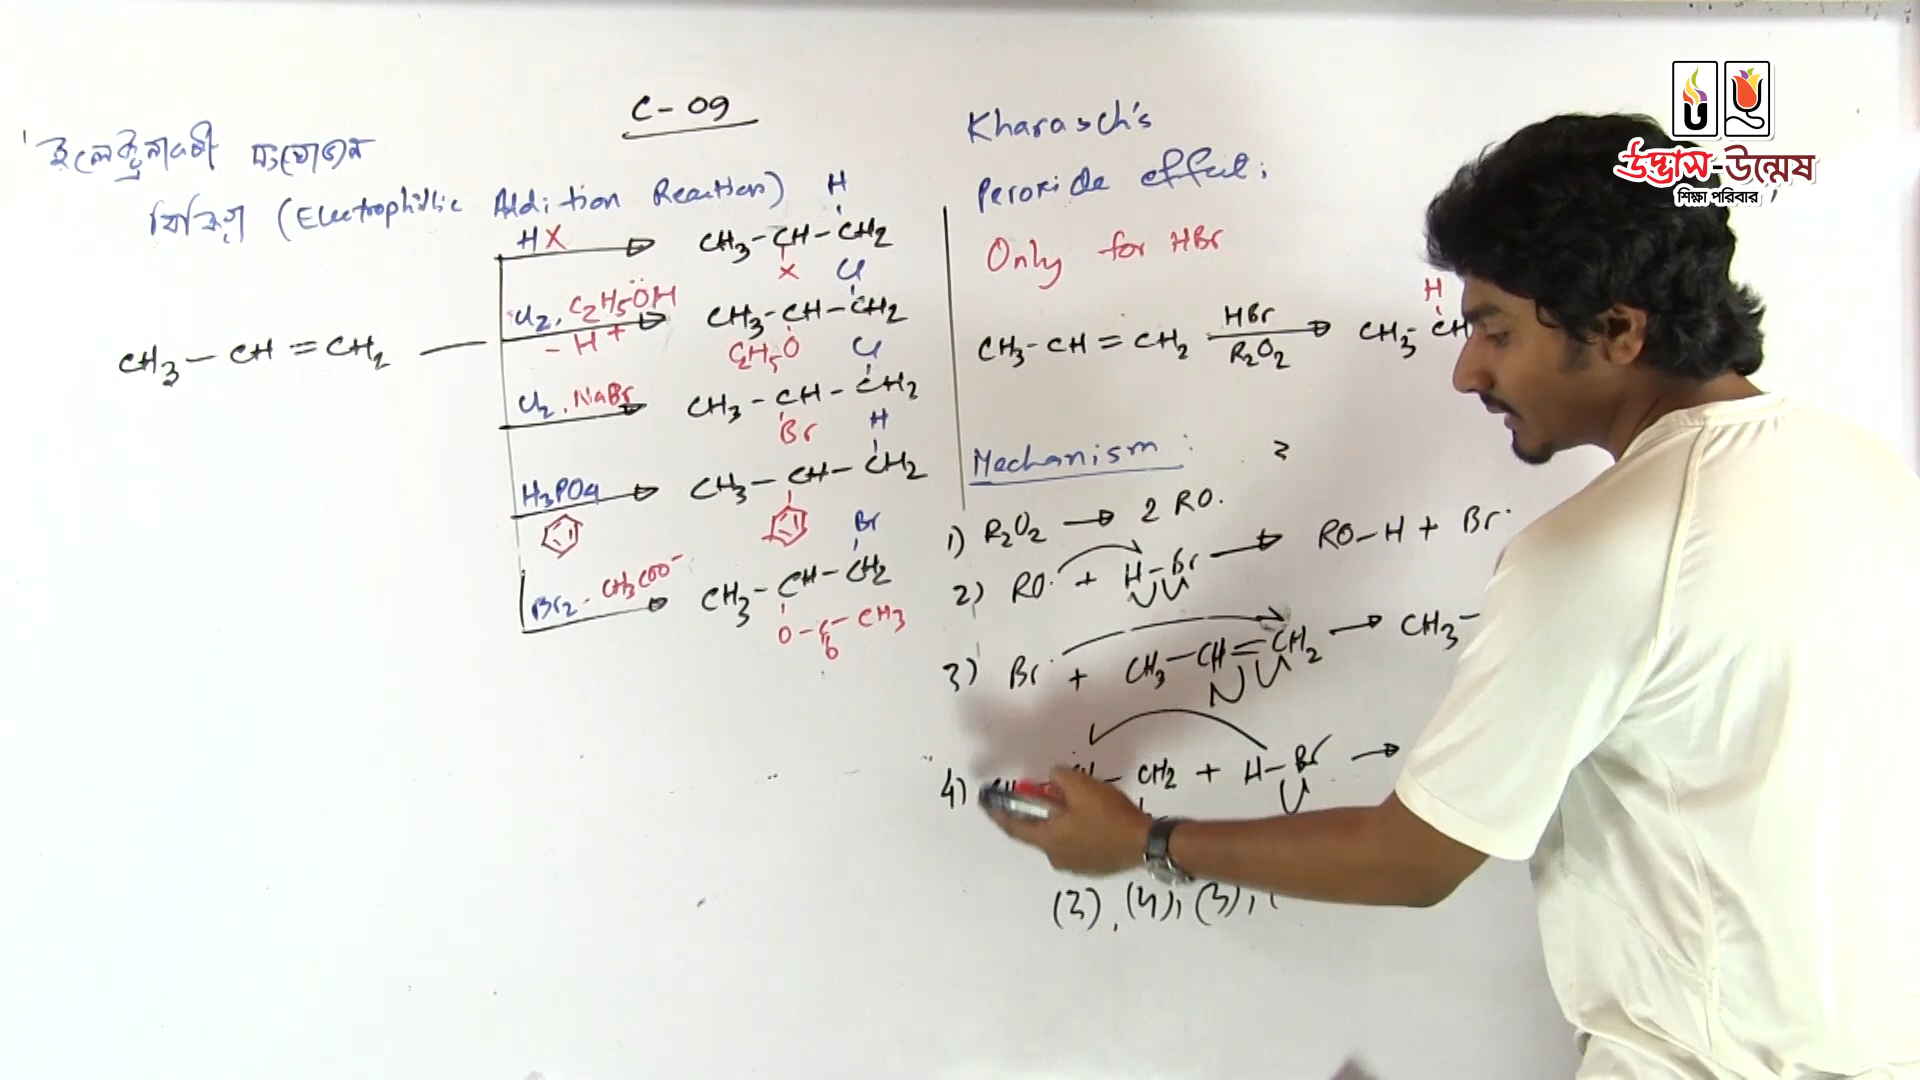 C-09
ইলেকট্রনাকর্ষী সংযোজন
বিক্রিয়া (Electrophilic Addition Reaction)
CH3 — CH = CH2 —
HX
H
CH3-CH-CH2
X
Cl2, C2H5ÖH
- H+
Cl
CH3-CH-CH2
C2H5O
Cl2, NaBr
Cl
CH3-CH-CH2
Br
H3PO4
H
CH3-CH-CH2
Br2, CH3COO-
Br
CH3-CH-CH2
O-C-CH3
O
Kharasch's
Peroxide effect:
Only for HBr
CH3-CH=CH2
HBr
R2O2
H
CH3-CH
Mechanism:
1) R2O2 → 2 RO.
2) RO. + H-Br → RO-H + Br.
3) Br. + CH3-CH=CH2 → CH3-
4) CH2 + H-Br →
(3), (4), (3), (
উদ্ভাস-উন্মেষ
শিক্ষা পরিবার